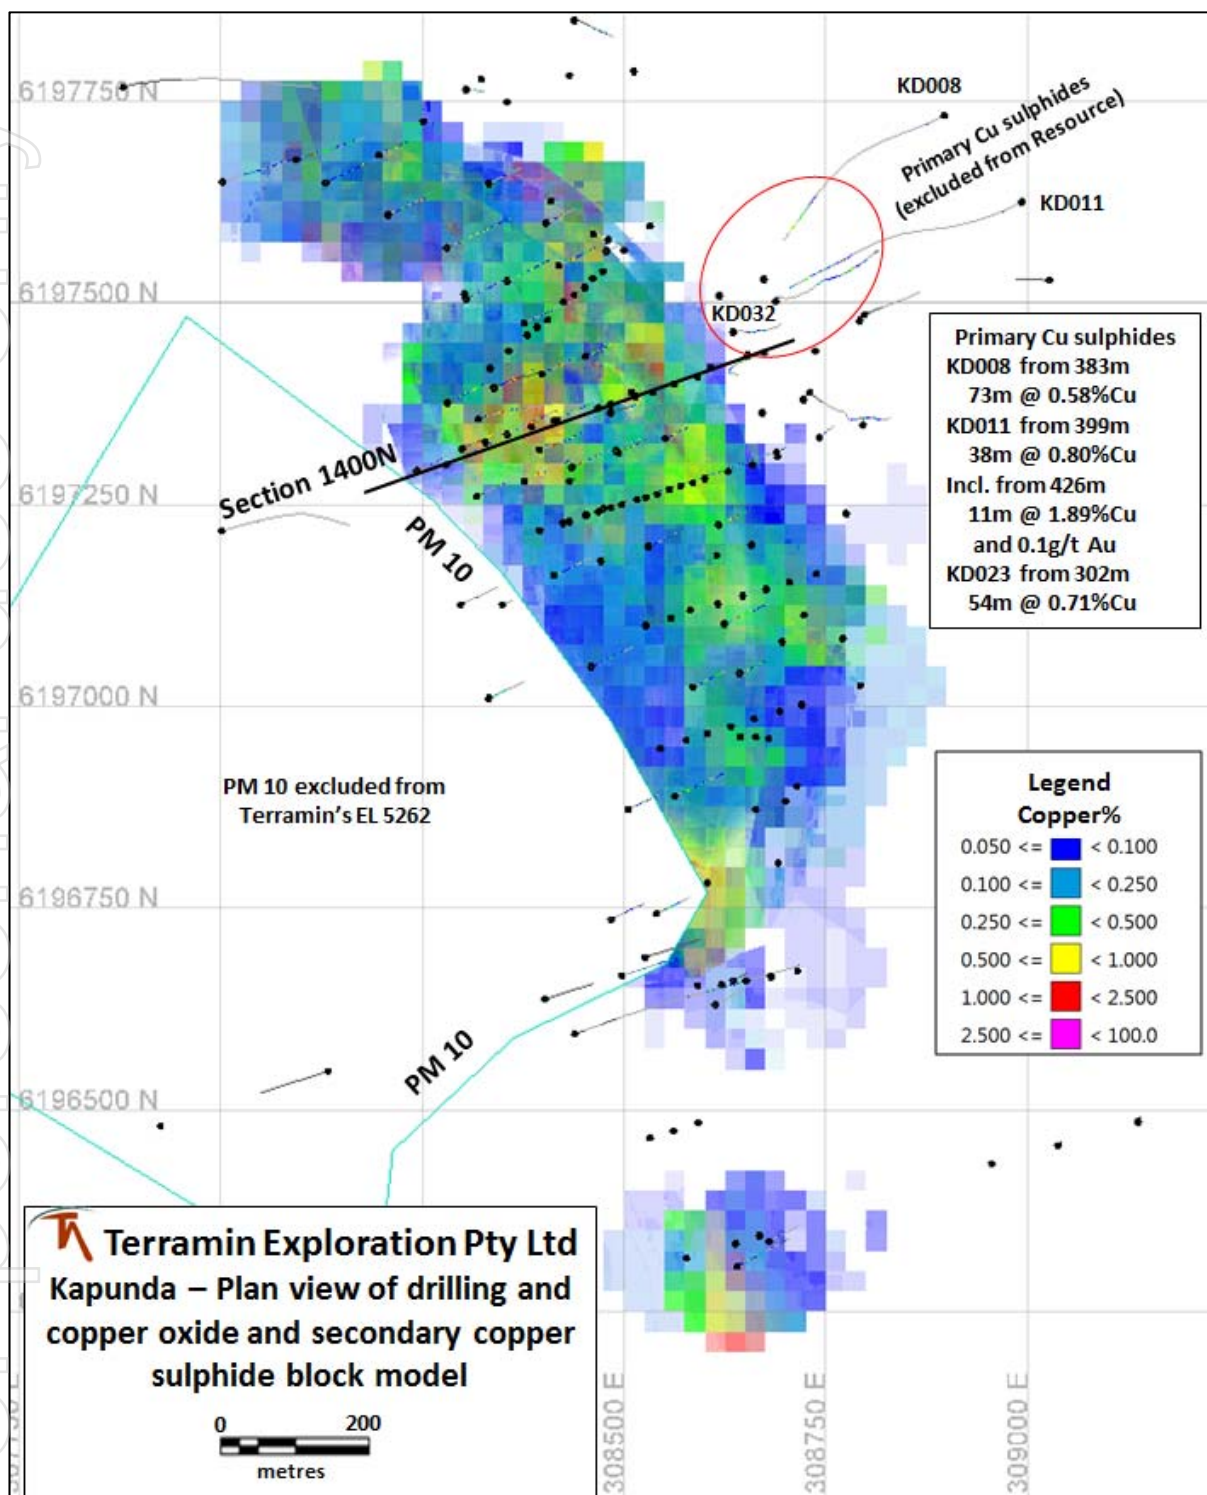 6197750 N
KD008
Primary Cu sulphides
(excluded from Resource)
KD011
6197500 N
KD032
Primary Cu sulphides
KD008 from 383m
73m @ 0.58%Cu
KD011 from 399m
38m @ 0.80%Cu
Incl. from 426m
11m @ 1.89%Cu
and 0.1g/t Au
KD023 from 302m
54m @ 0.71%Cu
Section 1400N
6197250 N
PM 10
6197000 N
PM 10 excluded from
Terramin's EL 5262
Legend
Copper%
0.050 <= < 0.100
0.100 <= < 0.250
0.250 <= < 0.500
0.500 <= < 1.000
1.000 <= < 2.500
2.500 <= < 100.0
6196750 N
PM 10
6196500 N
Terramin Exploration Pty Ltd
Kapunda – Plan view of drilling and
copper oxide and secondary copper
sulphide block model
0 200
metres
308500 E
308750 E
309000 E